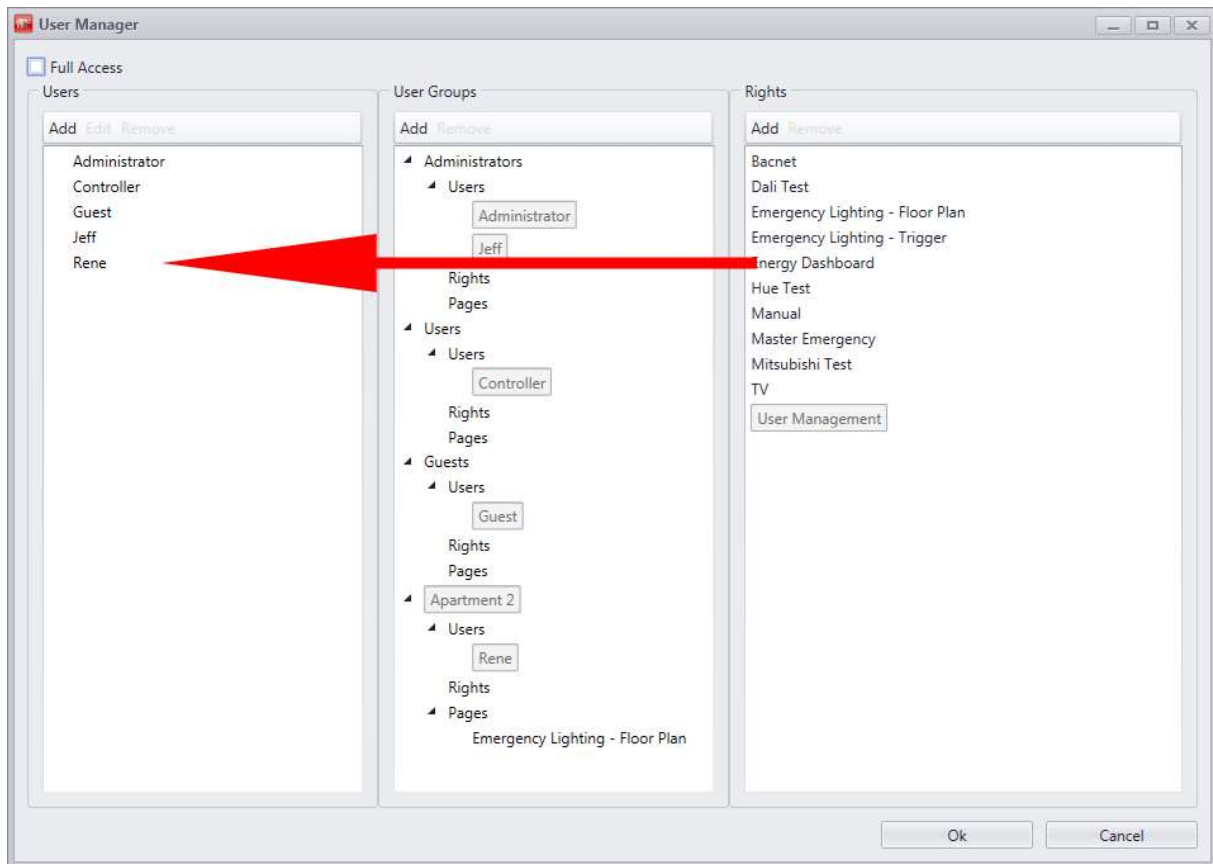 User Manager
Full Access
Users
Add Edit Remove
Administrator
Controller
Guest
Jeff
Rene
User Groups
Add Remove
Administrators
Users
Administrator
Jeff
Rights
Pages
Users
Users
Controller
Rights
Pages
Guests
Users
Guest
Rights
Pages
Apartment 2
Users
Rene
Rights
Pages
Emergency Lighting - Floor Plan
Rights
Add Remove
Bacnet
Dali Test
Emergency Lighting - Floor Plan
Emergency Lighting - Trigger
Energy Dashboard
Hue Test
Manual
Master Emergency
Mitsubishi Test
TV
User Management
Ok Cancel